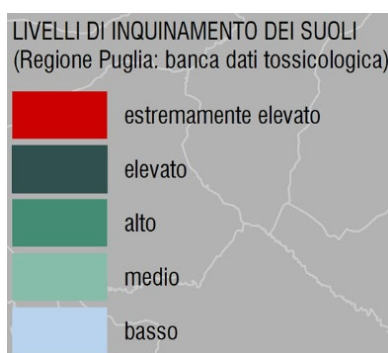 LIVELLI DI INQUINAMENTO DEI SUOLI
(Regione Puglia: banca dati tossicologica)
estremamente elevato
elevato
alto
medio
basso